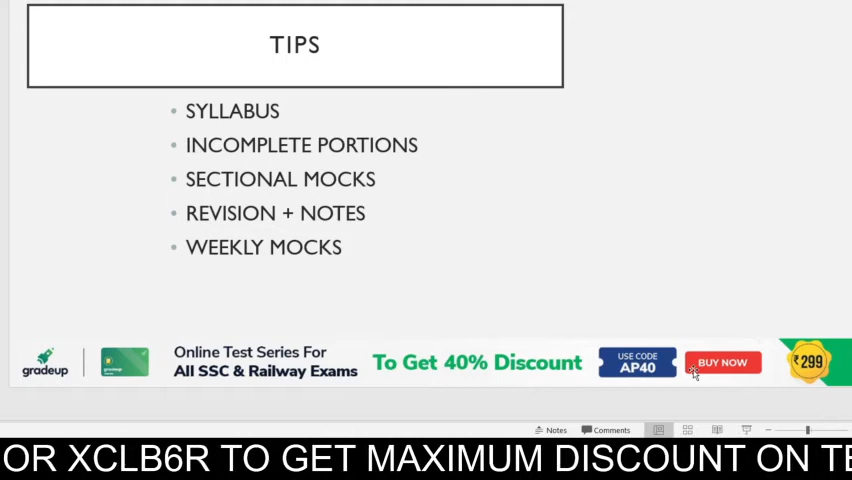 TIPS
• SYLLABUS
• INCOMPLETE PORTIONS
• SECTIONAL MOCKS
• REVISION + NOTES
• WEEKLY MOCKS
gradeup
Online Test Series For
All SSC & Railway Exams
To Get 40% Discount
USE CODE
AP40
BUY NOW
₹299
Notes
Comments
OR XCLB6R TO GET MAXIMUM DISCOUNT ON TE